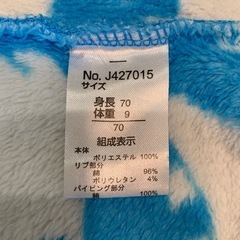 No. J427015
サイズ
身長 70
体重 9
70
組成表示
本体
ポリエステル 100%
リブ部分
綿 96%
ポリウレタン 4%
パイピング部分
綿 100%